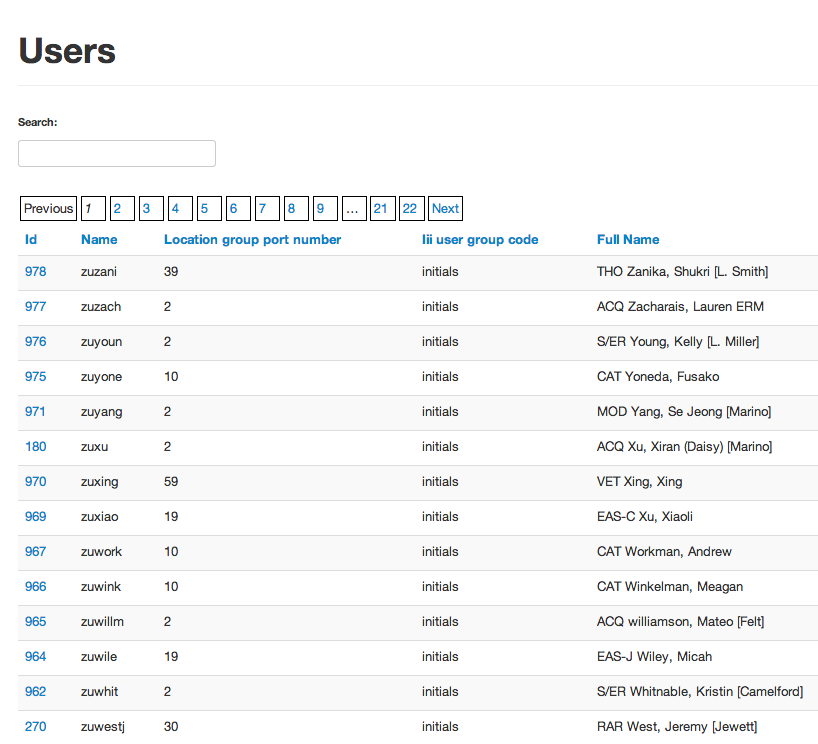 Users
Search:
Previous 1 2 3 4 5 6 7 8 9 ... 21 22 Next
Id Name Location group port number Iii user group code Full Name
978 zuzani 39 initials THO Zanika, Shukri [L. Smith]
977 zuzach 2 initials ACQ Zacharais, Lauren ERM
976 zuyoun 2 initials S/ER Young, Kelly [L. Miller]
975 zuyone 10 initials CAT Yoneda, Fusako
971 zuyang 2 initials MOD Yang, Se Jeong [Marino]
180 zuxu 2 initials ACQ Xu, Xiran (Daisy) [Marino]
970 zuxing 59 initials VET Xing, Xing
969 zuxiao 19 initials EAS-C Xu, Xiaoli
967 zuwork 10 initials CAT Workman, Andrew
966 zuwink 10 initials CAT Winkelman, Meagan
965 zuwillm 2 initials ACQ williamson, Mateo [Felt]
964 zuwile 19 initials EAS-J Wiley, Micah
962 zuwhit 2 initials S/ER Whitnable, Kristin [Camelford]
270 zuwestj 30 initials RAR West, Jeremy [Jewett]